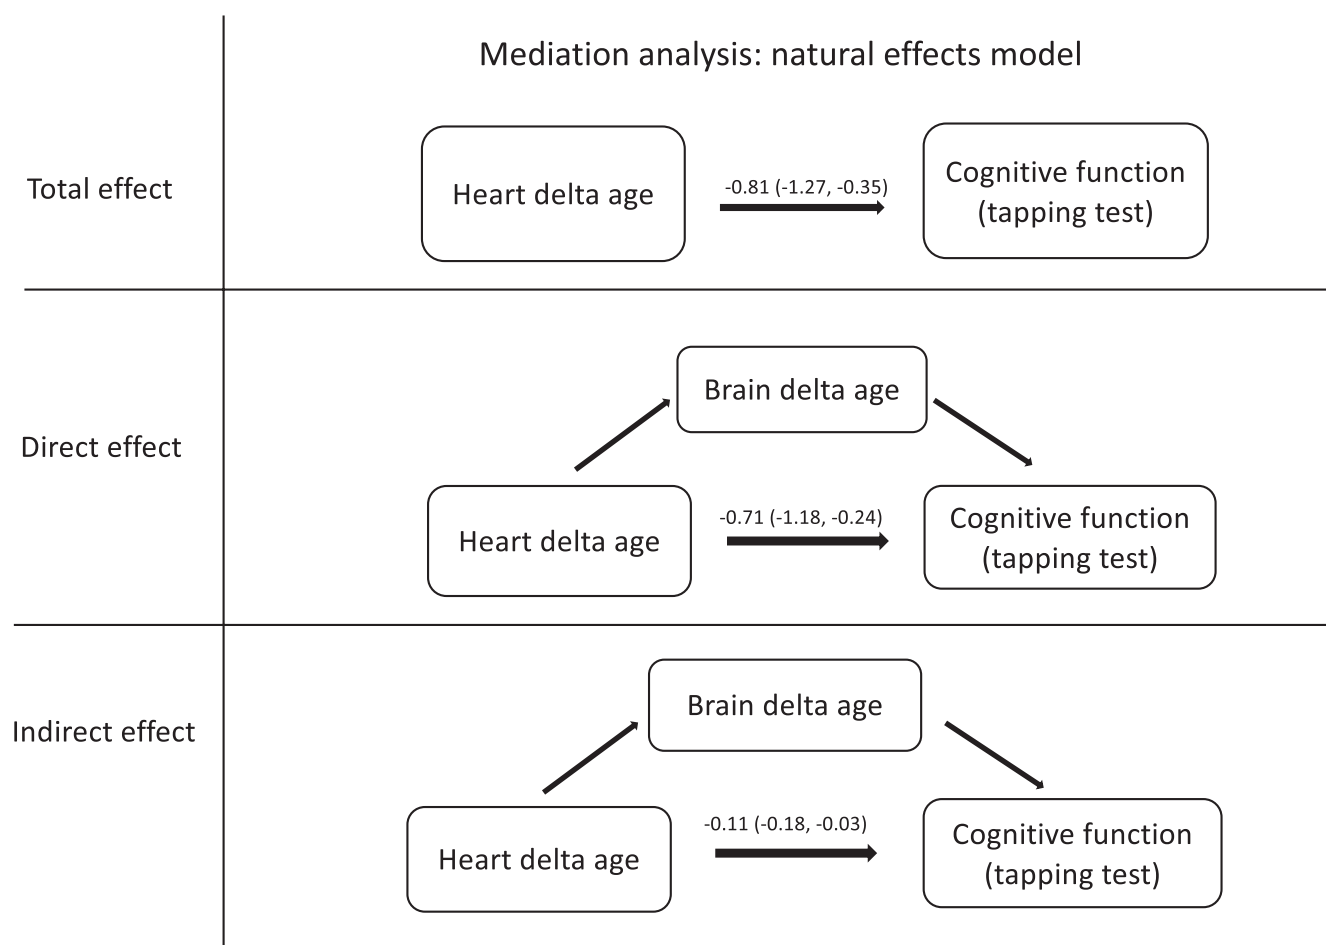 Mediation analysis: natural effects model
Total effect
Heart delta age
-0.81 (-1.27, -0.35)
Cognitive function
(tapping test)
Direct effect
Brain delta age
Heart delta age
-0.71 (-1.18, -0.24)
Cognitive function
(tapping test)
Indirect effect
Brain delta age
Heart delta age
-0.11 (-0.18, -0.03)
Cognitive function
(tapping test)